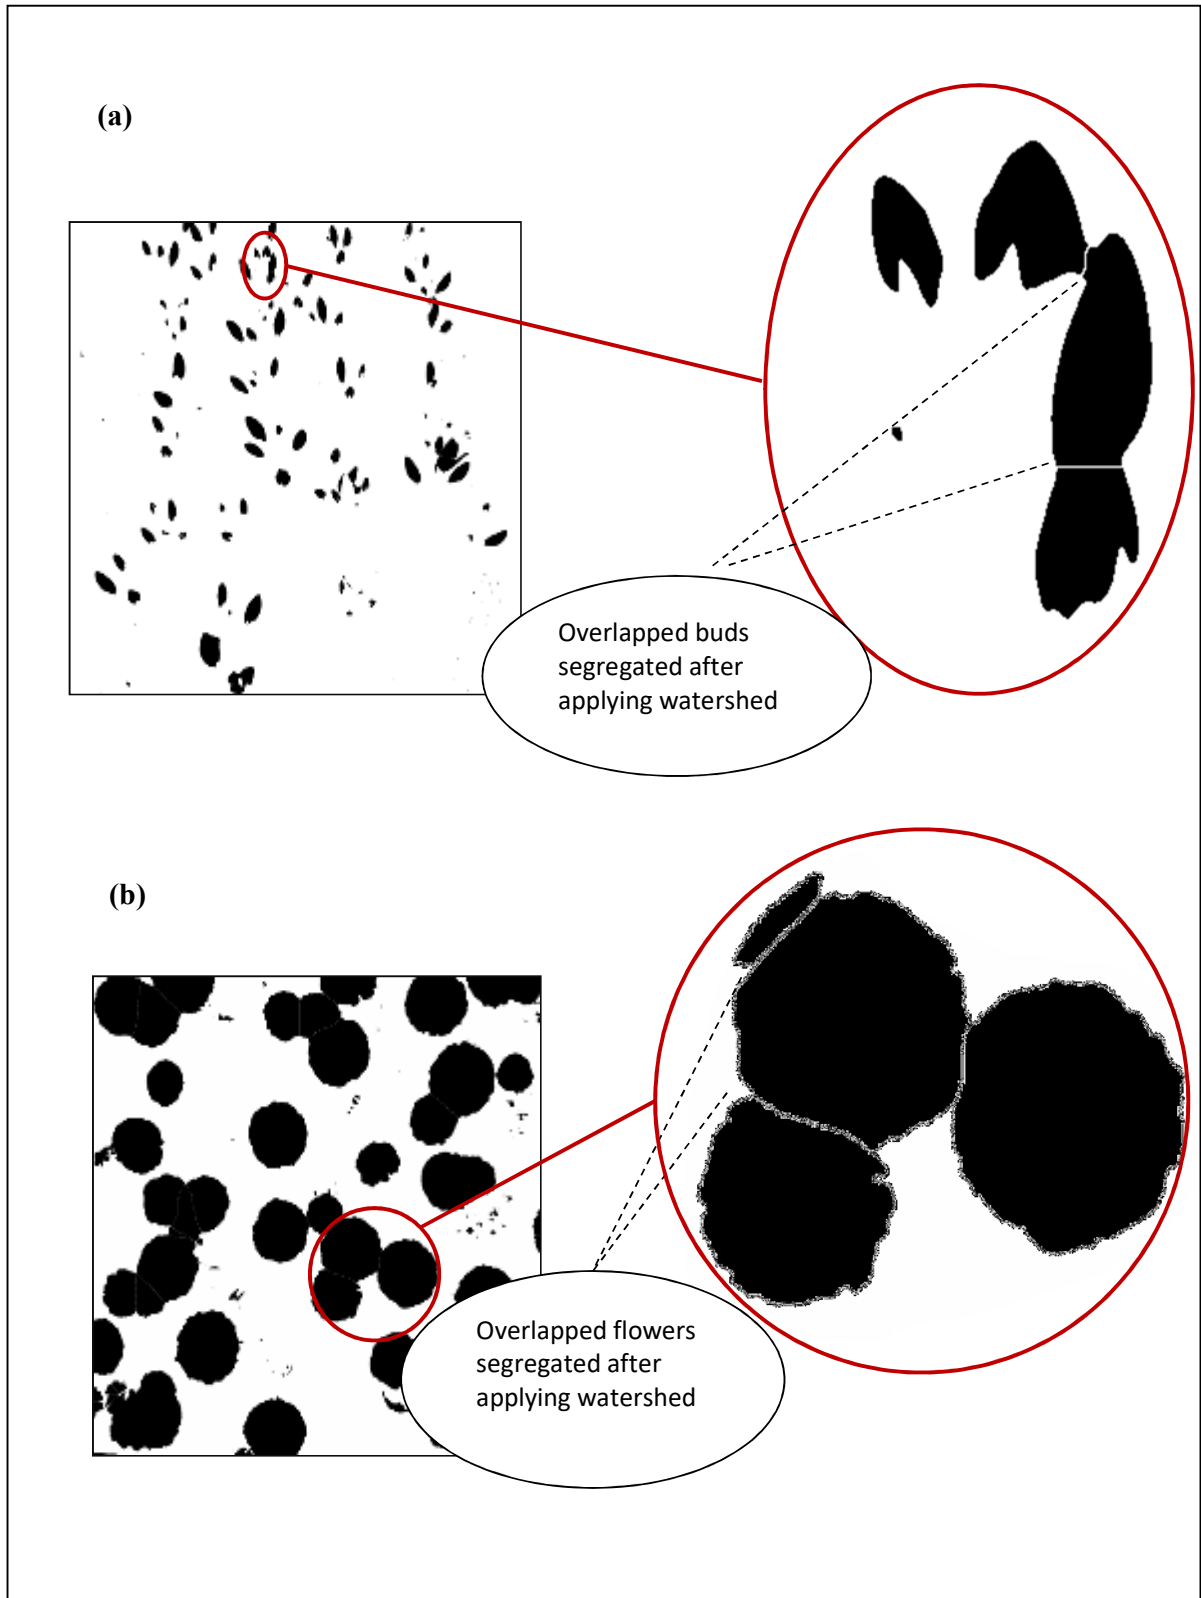 (a)
Overlapped buds
segregated after
applying watershed
(b)
Overlapped flowers
segregated after
applying watershed